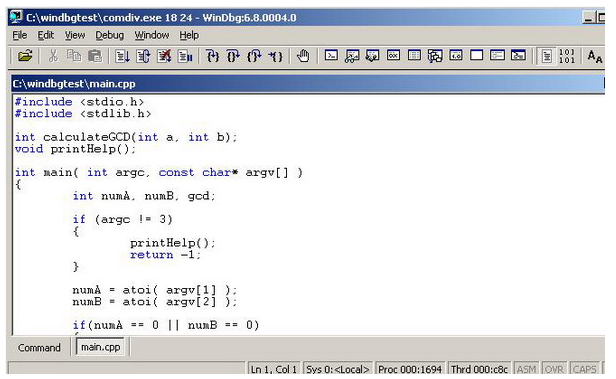 C:\windbgtest\comdiv.exe 18 24 - WinDbg:6.8.0004.0
File Edit View Debug Window Help
C:\windbgtest\main.cpp
#include <stdio.h>
#include <stdlib.h>
int calculateGCD(int a, int b);
void printHelp();
int main( int argc, const char* argv[] )
{
int numA, numB, gcd;
if (argc != 3)
{
printHelp();
return -1;
}
numA = atoi( argv[1] );
numB = atoi( argv[2] );
if(numA == 0 || numB == 0)
Command main.cpp
Ln 1, Col 1 Sys 0:<Local> Proc 000:1694 Thrd 000:c8c ASM OVR CAPS